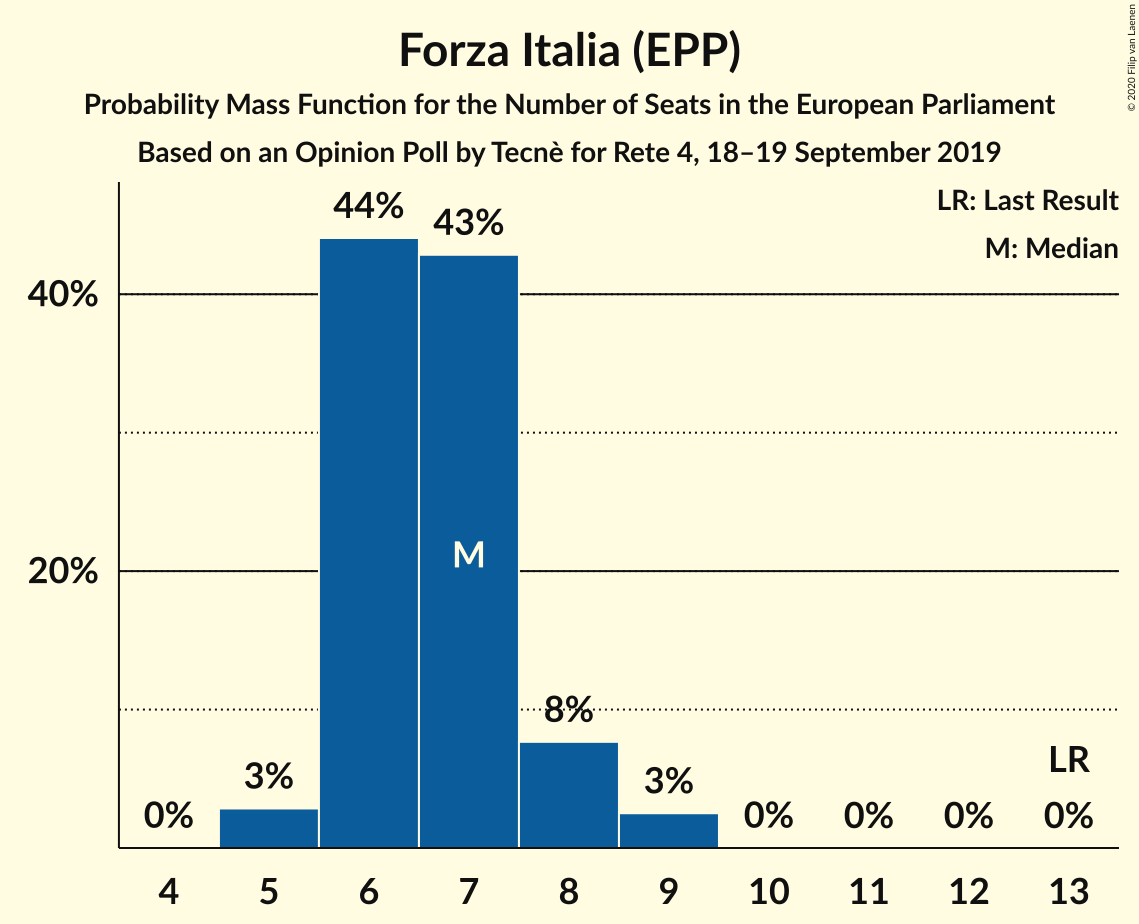 Forza Italia (EPP)
Probability Mass Function for the Number of Seats in the European Parliament
Based on an Opinion Poll by Tecnè for Rete 4, 18–19 September 2019
© 2020 Filip van Laenen
LR: Last Result
M: Median
44%
43%
40%
M
20%
8%
LR
3%
3%
0%
0%
0%
0%
0%
4 5 6 7 8 9 10 11 12 13